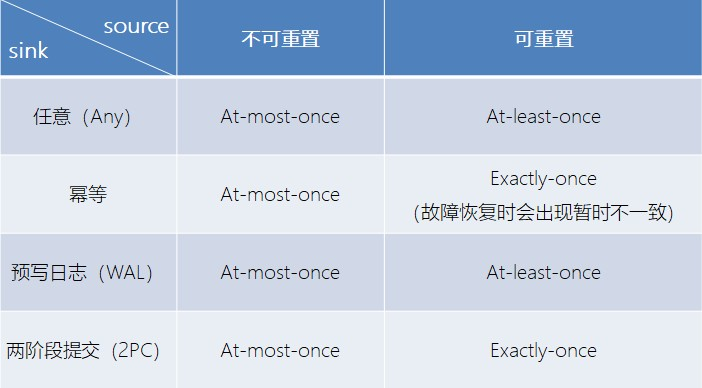 source
sink
不可重置
可重置
任意（Any）
At-most-once
At-least-once
幂等
At-most-once
Exactly-once
（故障恢复时会出现暂时不一致）
预写日志（WAL）
At-most-once
At-least-once
两阶段提交（2PC）
At-most-once
Exactly-once